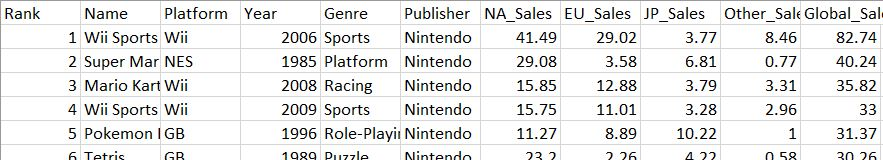 Rank Name Platform Year Genre Publisher NA_Sales EU_Sales JP_Sales Other_Sale Global_Sal
1 Wii Sports Wii 2006 Sports Nintendo 41.49 29.02 3.77 8.46 82.74
2 Super Mar NES 1985 Platform Nintendo 29.08 3.58 6.81 0.77 40.24
3 Mario Kart Wii 2008 Racing Nintendo 15.85 12.88 3.79 3.31 35.82
4 Wii Sports Wii 2009 Sports Nintendo 15.75 11.01 3.28 2.96 33
5 Pokemon GB 1996 Role-Playi Nintendo 11.27 8.89 10.22 1 31.37
6 Tetris GB 1989 Puzzle Nintendo 23.2 2.26 4.22 0.58 30.26